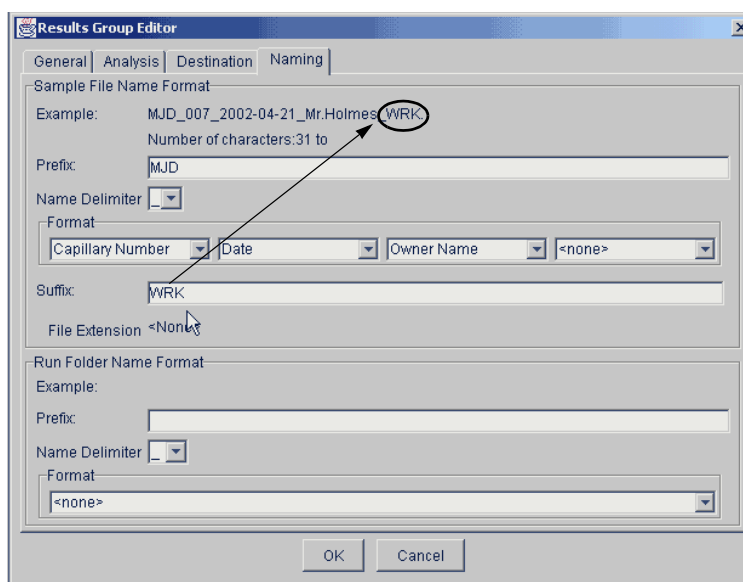 Results Group Editor
General Analysis Destination Naming
Sample File Name Format
Example: MJD_007_2002-04-21_Mr.Holmes_WRK.
Number of characters:31 to
Prefix: MJD
Name Delimiter _
Format
Capillary Number Date Owner Name <none>
Suffix: WRK
File Extension <None>
Run Folder Name Format
Example:
Prefix:
Name Delimiter _
Format
<none>
OK Cancel